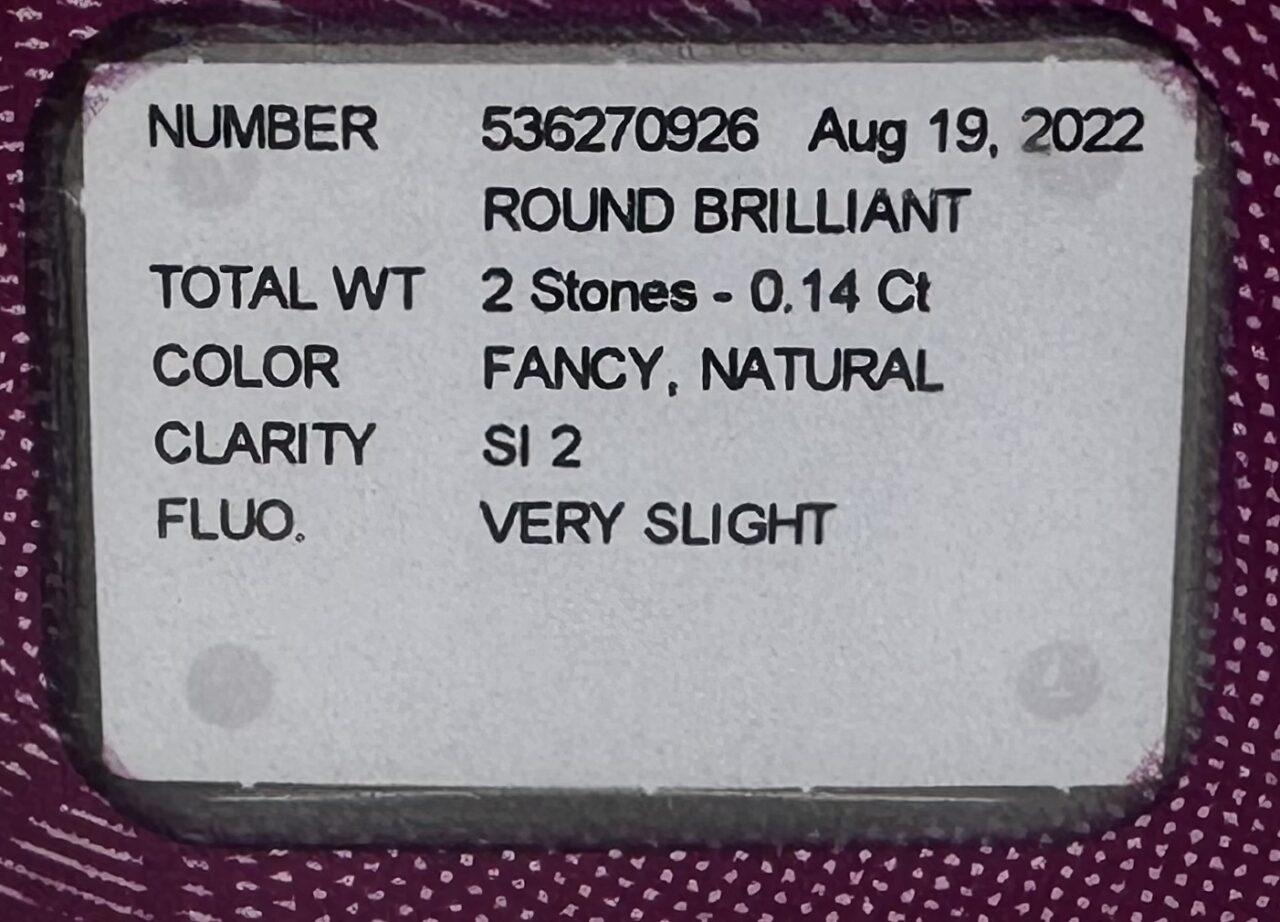 NUMBER 536270926 Aug 19, 2022
ROUND BRILLIANT
TOTAL WT 2 Stones - 0.14 Ct
COLOR FANCY, NATURAL
CLARITY SI 2
FLUO. VERY SLIGHT